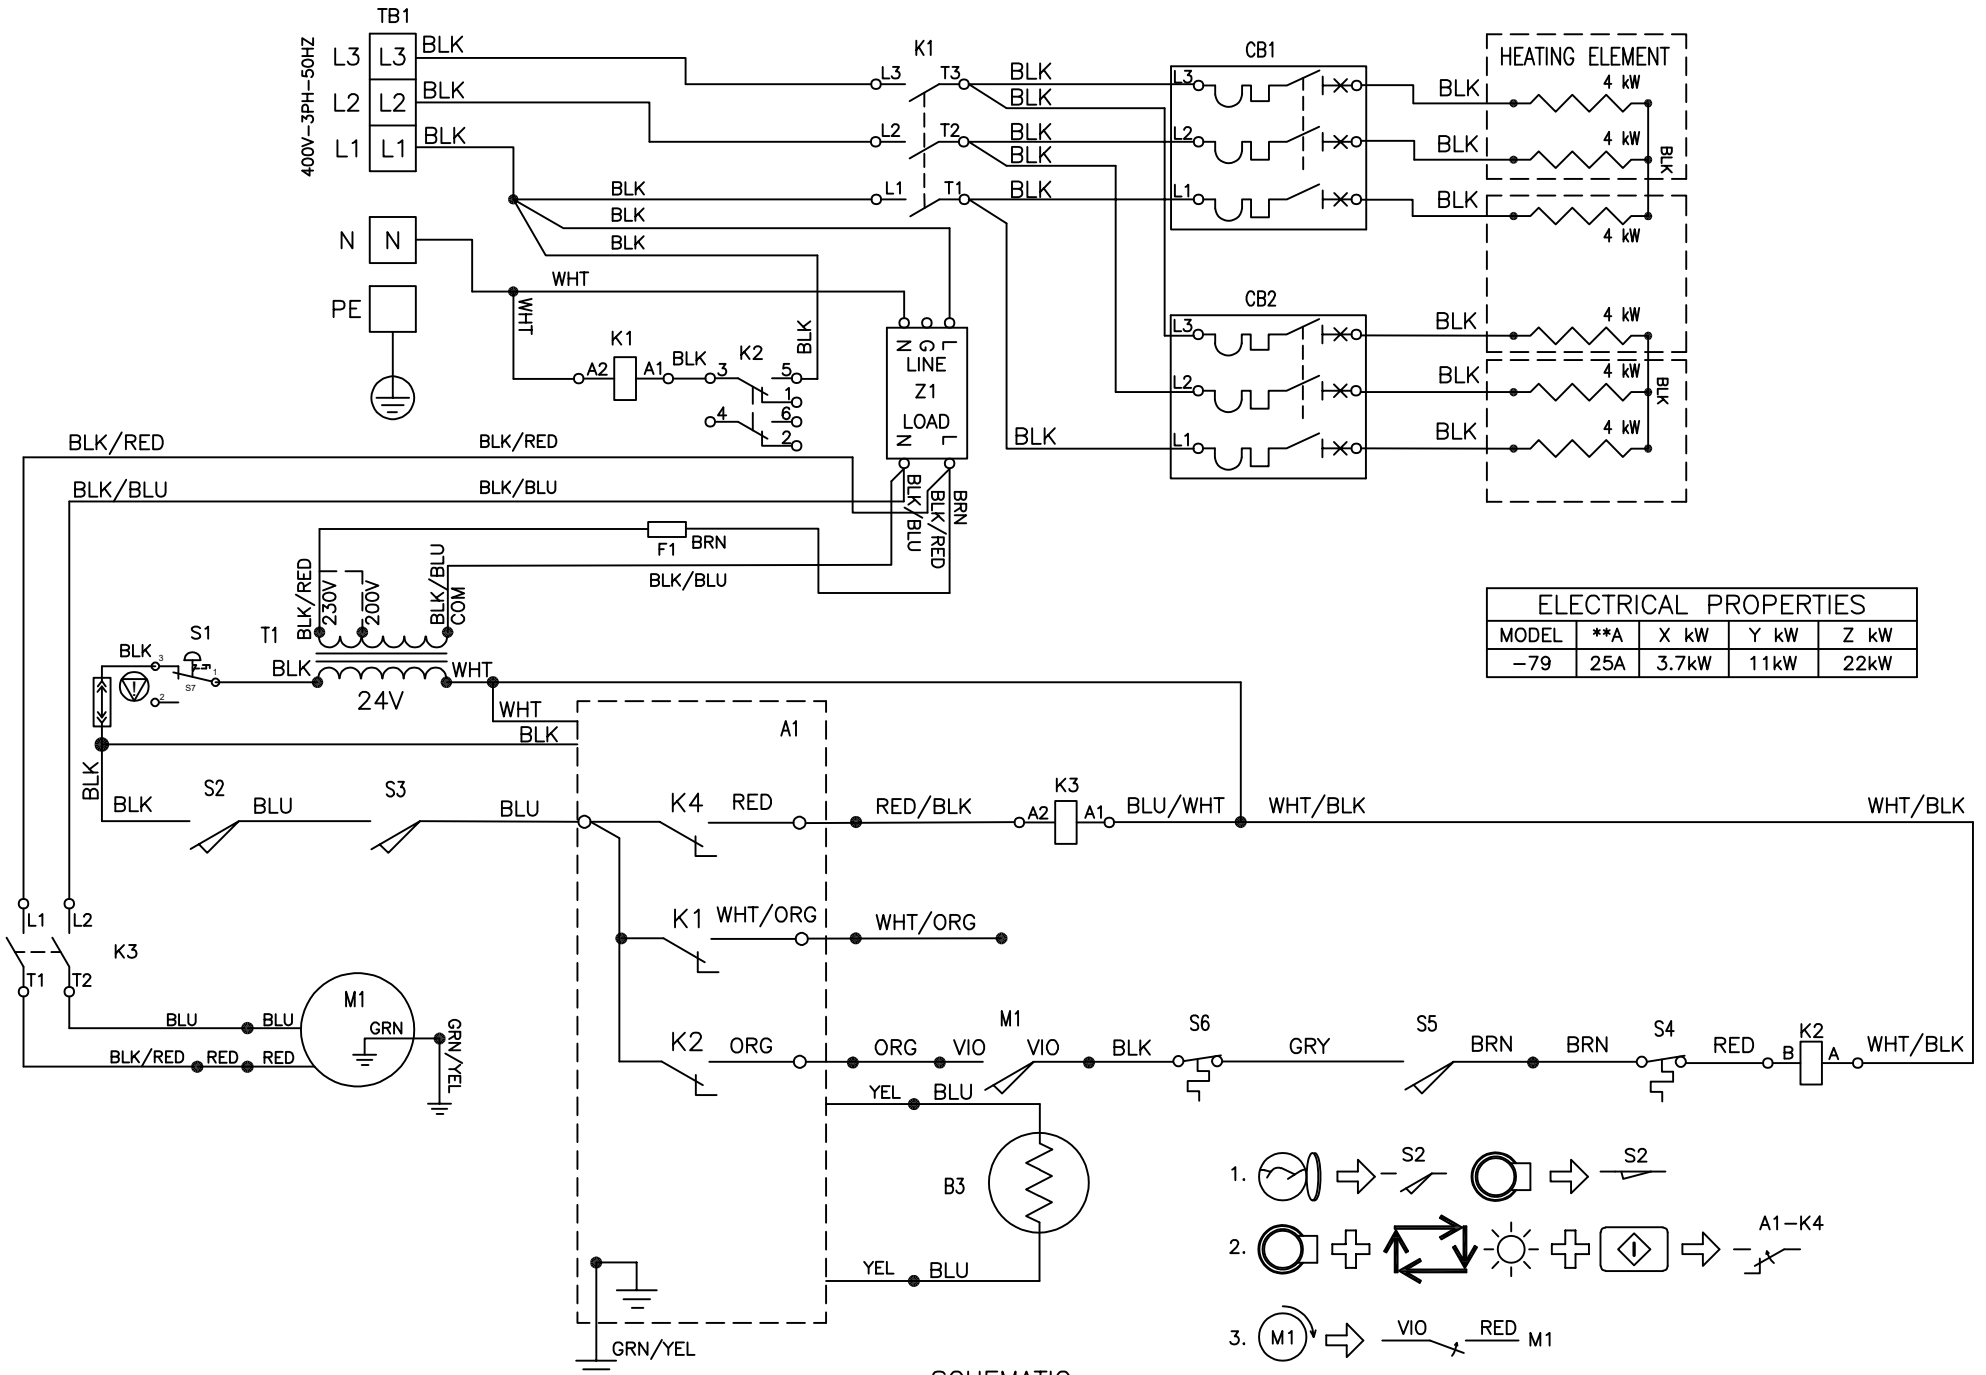 TB1
400V-3PH-50HZ
L3 L3 BLK
L2 L2 BLK
L1 L1 BLK
N N
PE
BLK
BLK
BLK
WHT
WHT
BLK
K1
L3 T3
L2 T2
L1 T1
BLK
BLK
BLK
BLK
BLK
CB1
L3
L2
L1
BLK
BLK
BLK
HEATING ELEMENT
4 kW
4 kW
4 kW
BLK
K1
A2 A1 BLK
K2
3 5
1
4 6
2
N G L
LINE
Z1
LOAD
N L
CB2
L3
L2
L1
BLK
BLK
BLK
BLK
4 kW
4 kW
4 kW
BLK
BLK/RED BLK/RED
BLK/BLU BLK/BLU
BLK/BLU
BLK/RED
BRN
F1 BRN
BLK/BLU
BLK/RED
230V
200V
BLK/BLU
COM
T1
24V
BLK WHT
S1
BLK 3
1
S7
2
WHT
BLK
BLK
ELECTRICAL PROPERTIES
MODEL **A X kW Y kW Z kW
-79 25A 3.7kW 11kW 22kW
A1
BLK S2 BLU S3 BLU
K4 RED RED/BLK
K3
A2 A1 BLU/WHT WHT/BLK WHT/BLK
K1 WHT/ORG WHT/ORG
L1 L2
K3
T1 T2
M1
BLU BLU GRN
BLK/RED RED RED
GRN/YEL
K2 ORG ORG VIO M1 VIO BLK S6 GRY S5 BRN BRN S4 RED
K2
B A WHT/BLK
YEL BLU
B3
YEL BLU
GRN/YEL
1. S2 S2
2. A1-K4
3. M1 VIO RED M1